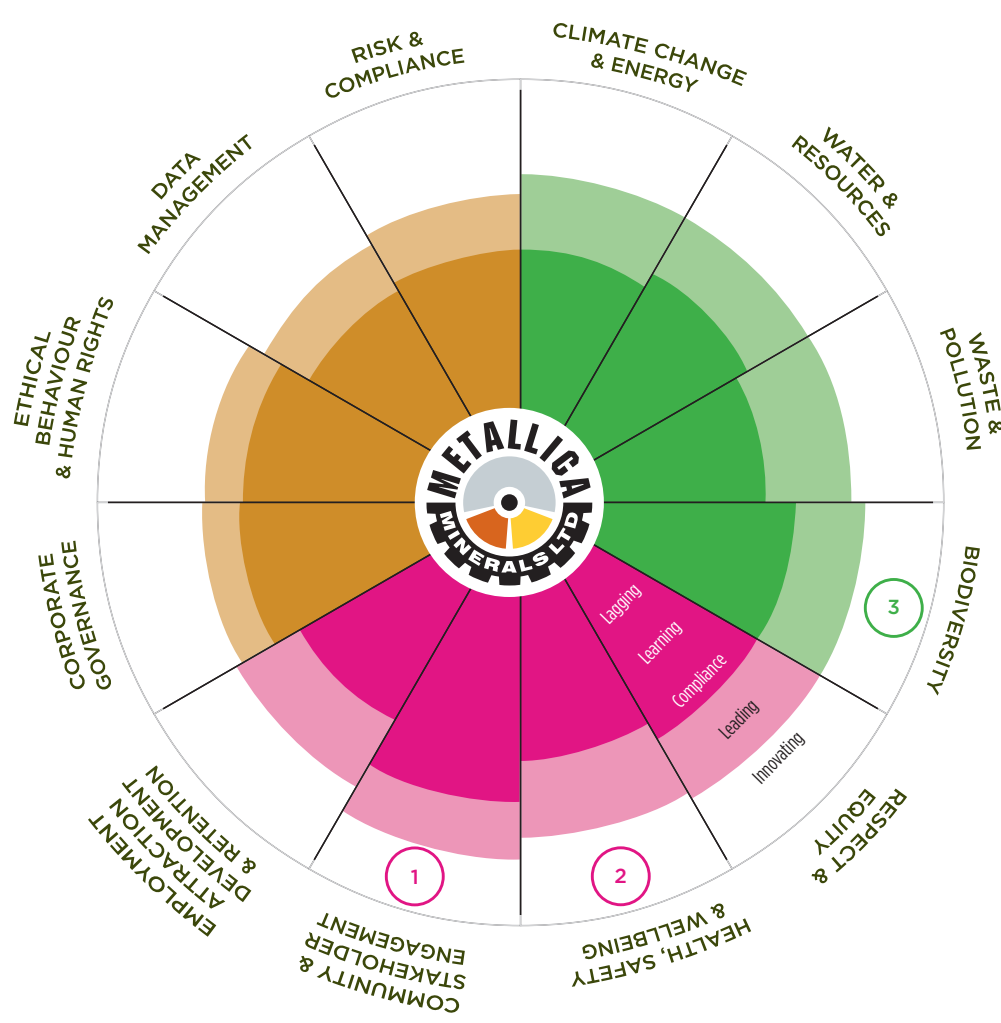 CLIMATE CHANGE
& ENERGY
WATER &
RESOURCES
WASTE &
POLLUTION
BIODIVERSITY
3
RESPECT &
EQUITY
HEALTH, SAFETY
& WELLBEING
2
COMMUNITY &
STAKEHOLDER
ENGAGEMENT
1
EMPLOYMENT
ATTRACTION
DEVELOPMENT
& RETENTION
CORPORATE
GOVERNANCE
ETHICAL
BEHAVIOUR
& HUMAN RIGHTS
DATA
MANAGEMENT
RISK &
COMPLIANCE
METALLICA
MINERALS LTD
Lagging
Learning
Compliance
Leading
Innovating